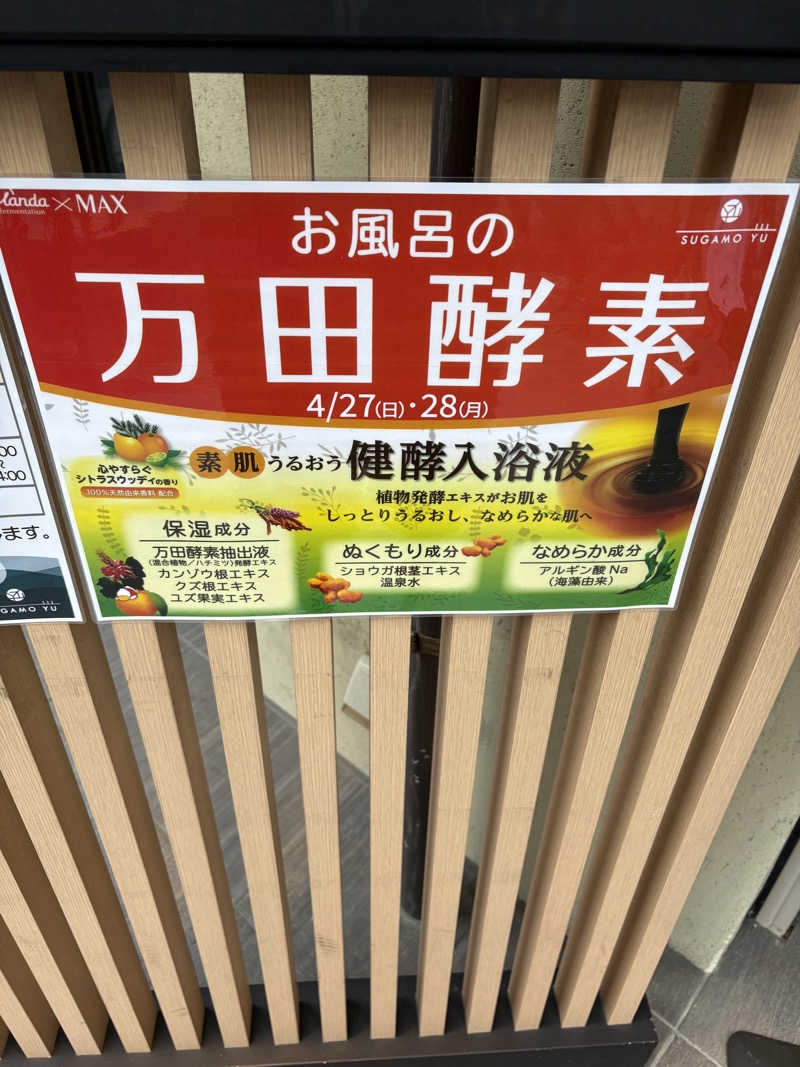 Manda × MAX
fermentation
SUGAMO YU
お風呂の
万田酵素
4/27(日)・28(月)
心やすらぐ
シトラスウッディの香り
100%天然由来香料 配合
素肌うるおう健酵入浴液
植物発酵エキスがお肌を
しっとりうるおし、なめらかな肌へ
保湿成分
万田酵素抽出液
(混合植物/ハチミツ)発酵エキス
カンゾウ根エキス
クズ根エキス
ユズ果実エキス
ぬくもり成分
ショウガ根茎エキス
温泉水
なめらか成分
アルギン酸 Na
(海藻由来)
:00
4:00
ます。
GAMO YU